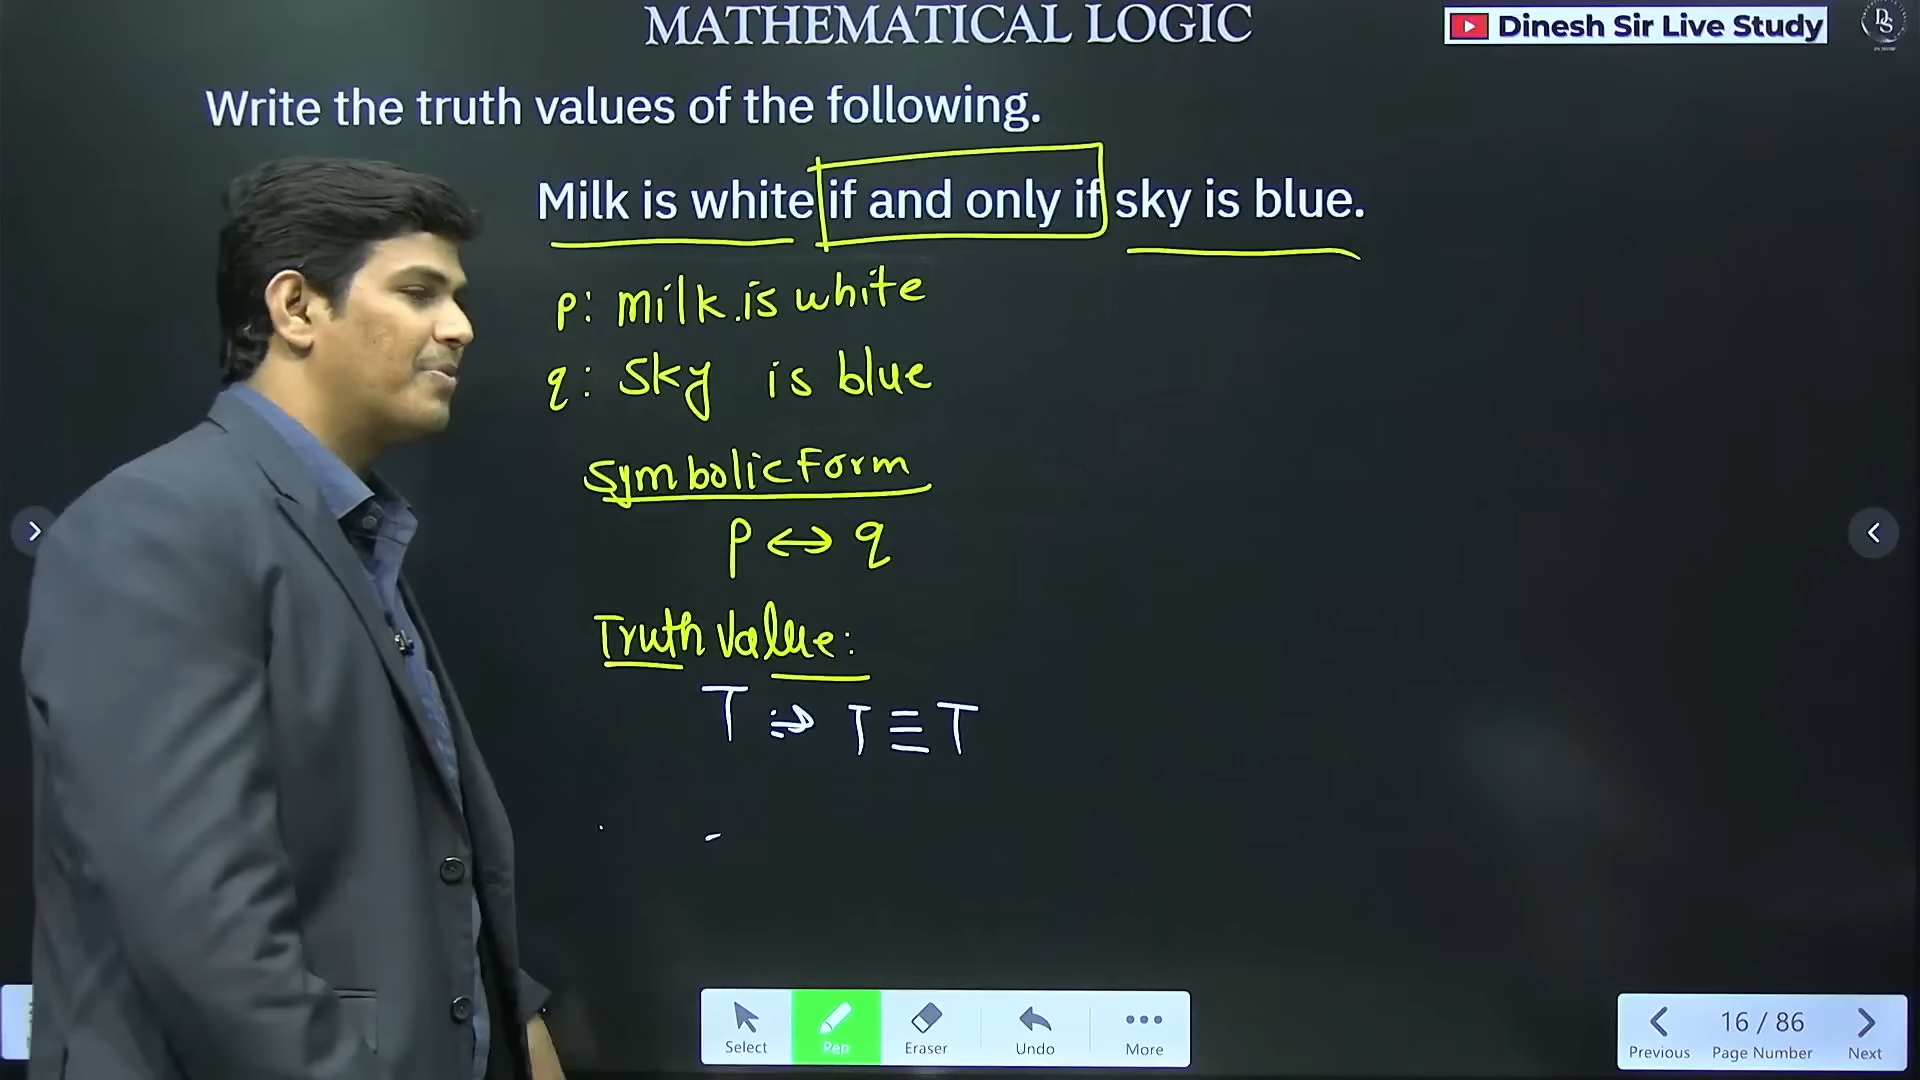 MATHEMATICAL LOGIC
Dinesh Sir Live Study
DS
Write the truth values of the following.
Milk is white if and only if sky is blue.
p: Milk is white
q: Sky is blue
Symbolic Form
p ↔ q
Truth Value:
T ⇒ T ≡ T
Select
Pen
Eraser
Undo
More
16 / 86
Previous
Page Number
Next